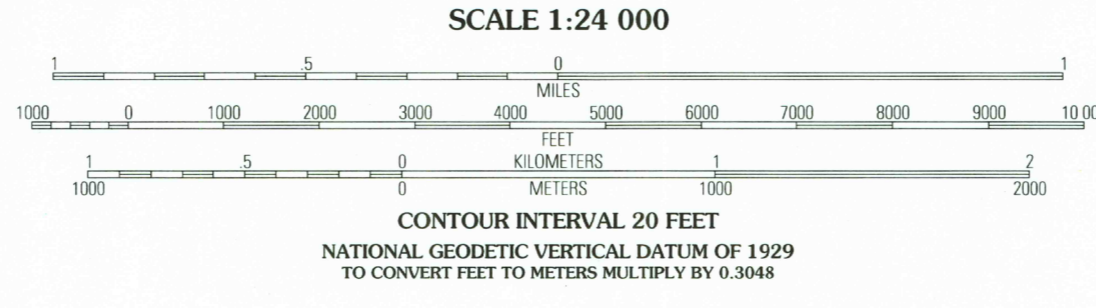 SCALE 1:24 000
1 .5 0 1
MILES
1000 0 1000 2000 3000 4000 5000 6000 7000 8000 9000 10 00
FEET
1 .5 0 KILOMETERS 1 2
1000 0 METERS 1000 2000
CONTOUR INTERVAL 20 FEET
NATIONAL GEODETIC VERTICAL DATUM OF 1929
TO CONVERT FEET TO METERS MULTIPLY BY 0.3048